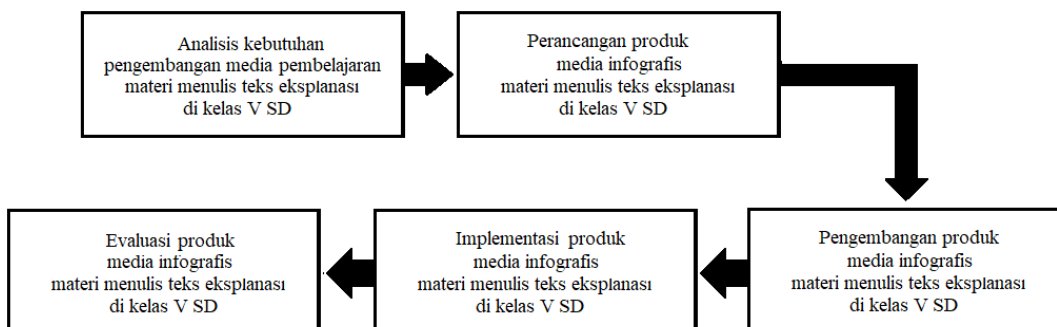 Analisis kebutuhan
pengembangan media pembelajaran
materi menulis teks eksplanasi
di kelas V SD
Perancangan produk
media infografis
materi menulis teks eksplanasi
di kelas V SD
Pengembangan produk
media infografis
materi menulis teks eksplanasi
di kelas V SD
Implementasi produk
media infografis
materi menulis teks eksplanasi
di kelas V SD
Evaluasi produk
media infografis
materi menulis teks eksplanasi
di kelas V SD